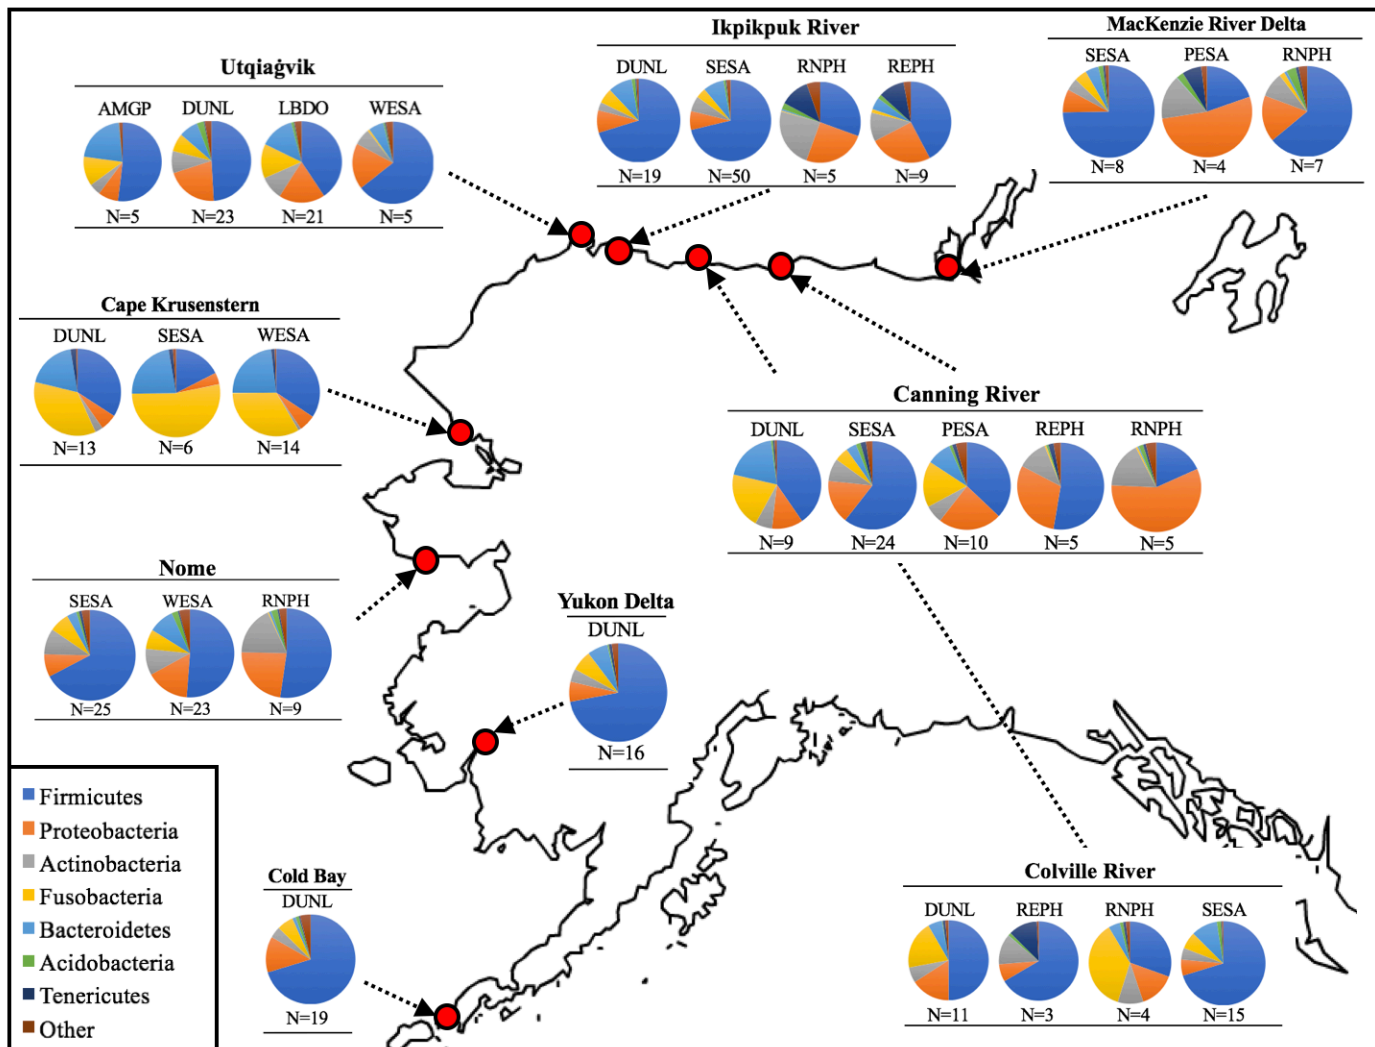 Utqiaġvik
AMGP DUNL LBDO WESA
N=5 N=23 N=21 N=5
Ikpikpuk River
DUNL SESA RNPH REPH
N=19 N=50 N=5 N=9
MacKenzie River Delta
SESA PESA RNPH
N=8 N=4 N=7
Cape Krusenstern
DUNL SESA WESA
N=13 N=6 N=14
Canning River
DUNL SESA PESA REPH RNPH
N=9 N=24 N=10 N=5 N=5
Nome
SESA WESA RNPH
N=25 N=23 N=9
Yukon Delta
DUNL
N=16
Firmicutes
Proteobacteria
Actinobacteria
Fusobacteria
Bacteroidetes
Acidobacteria
Tenericutes
Other
Cold Bay
DUNL
N=19
Colville River
DUNL REPH RNPH SESA
N=11 N=3 N=4 N=15